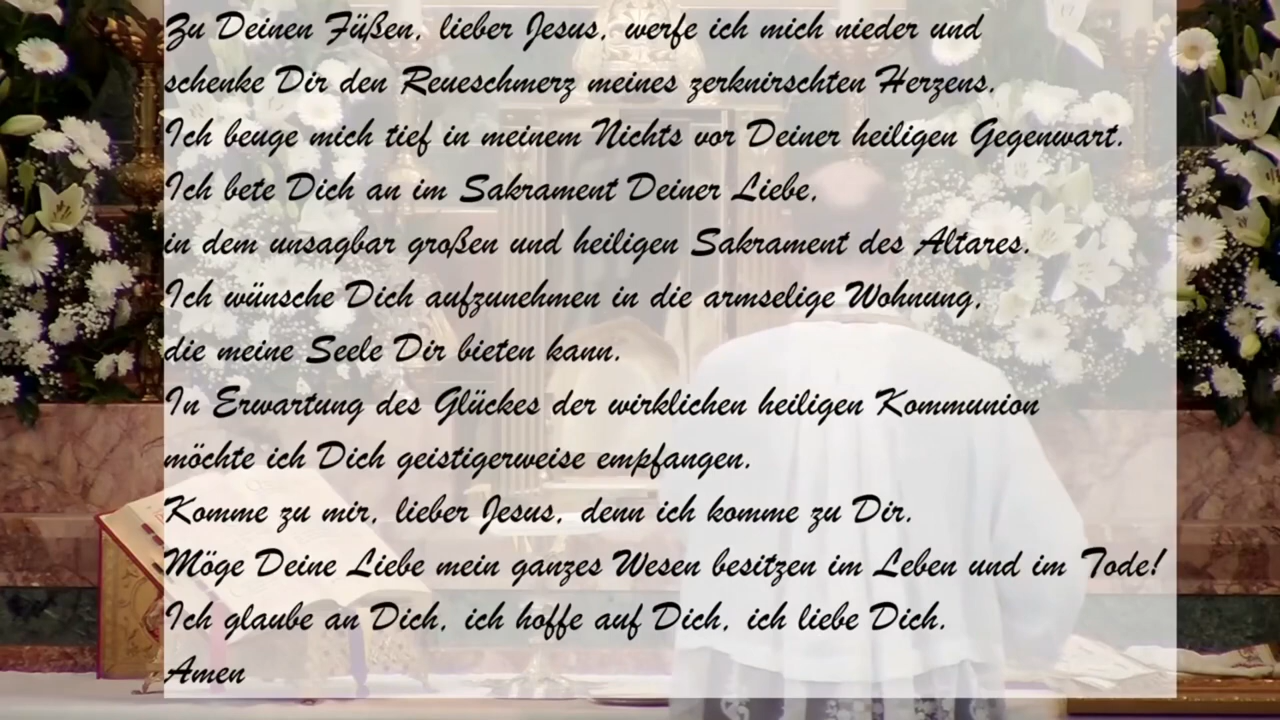 Zu Deinen Füßen, lieber Jesus, werfe ich mich nieder und
schenke Dir den Reueschmerz meines zerknirschten Herzens.
Ich beuge mich tief in meinem Nichts vor Deiner heiligen Gegenwart.
Ich bete Dich an im Sakrament Deiner Liebe,
in dem unsagbar großen und heiligen Sakrament des Altares.
Ich wünsche Dich aufzunehmen in die armselige Wohnung,
die meine Seele Dir bieten kann.
In Erwartung des Glückes der wirklichen heiligen Kommunion
möchte ich Dich geistigerweise empfangen.
Komme zu mir, lieber Jesus, denn ich komme zu Dir.
Möge Deine Liebe mein ganzes Wesen besitzen im Leben und im Tode!
Ich glaube an Dich, ich hoffe auf Dich, ich liebe Dich.
Amen